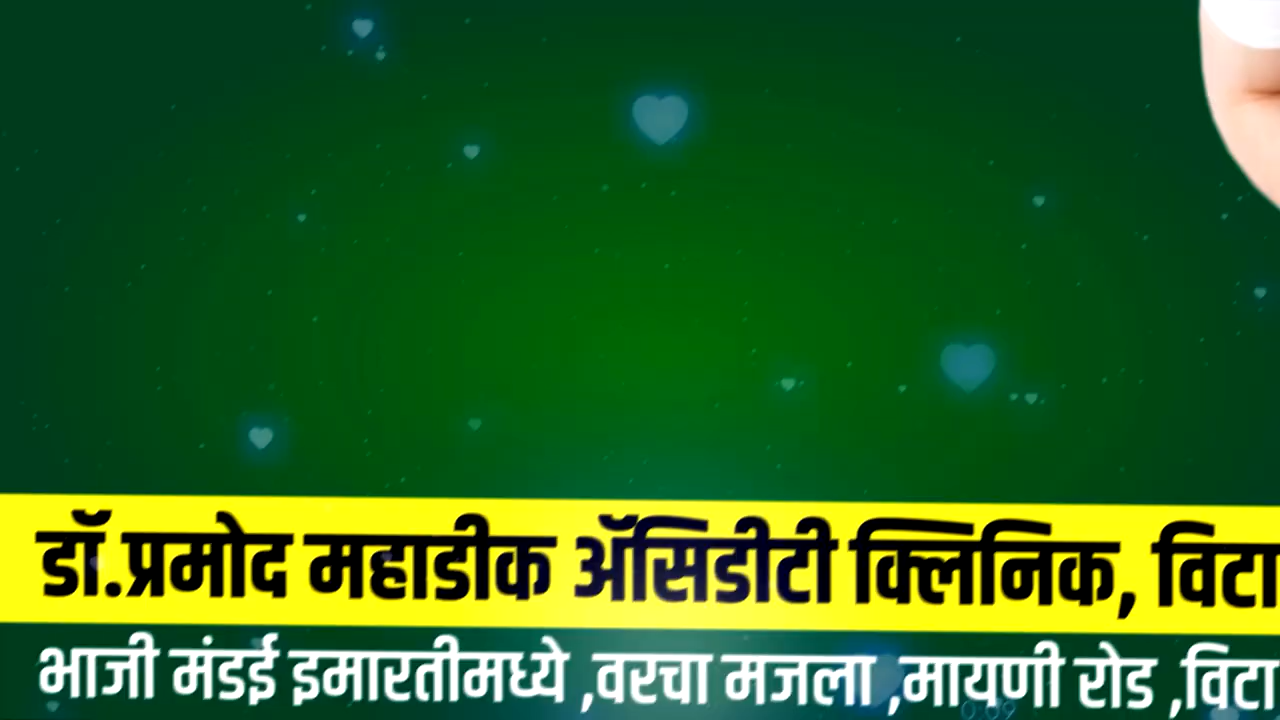 डॉ.प्रमोद महाडीक ॲसिडीटी क्लिनिक, विटा
भाजी मंडई इमारतीमध्ये ,वरचा मजला ,मायणी रोड ,विटा